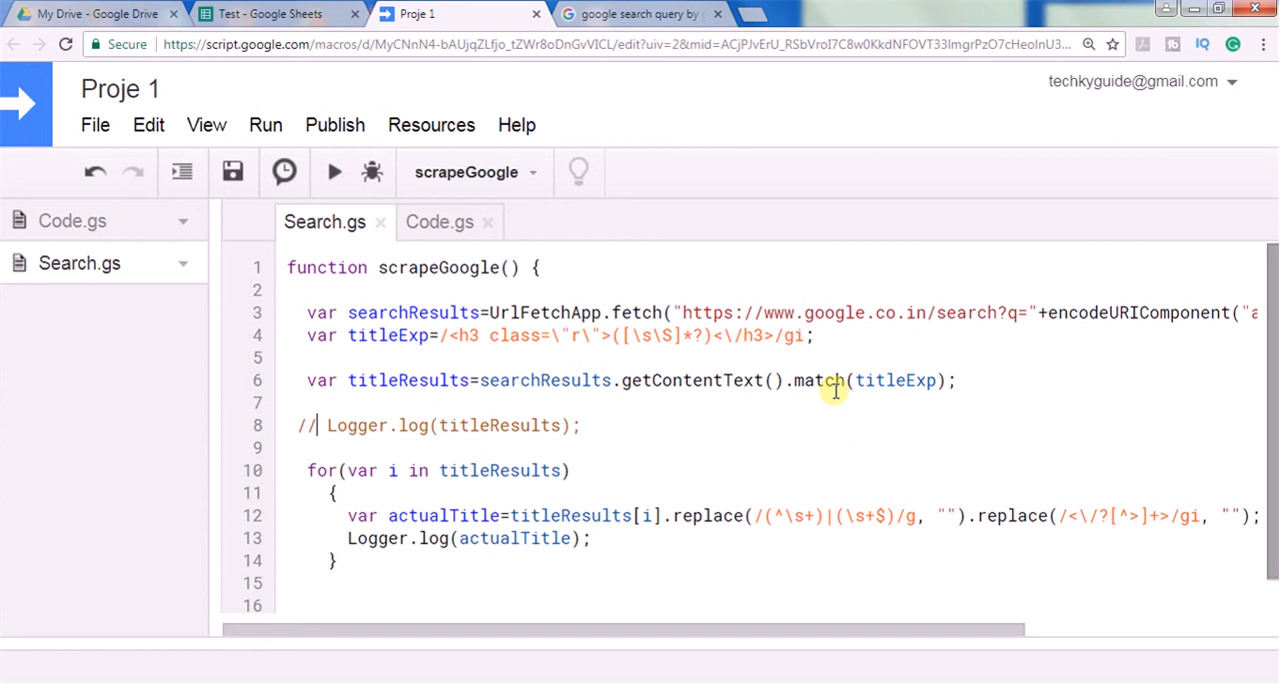 My Drive - Google Drive
Test - Google Sheets
Proje 1
google search query by g
Secure
https://script.google.com/macros/d/MyCNnN4-bAUjqZLfjo_tZWr8oDnGvVICL/edit?uiv=2&mid=ACjPJvErU_RSbVroI7C8w0KkdNFOVT33ImgrPzO7cHeoInU3...
Proje 1
techkyguide@gmail.com
File Edit View Run Publish Resources Help
scrapeGoogle
Code.gs
Search.gs
Search.gs
Code.gs
1 function scrapeGoogle() {
2
3 var searchResults=UrlFetchApp.fetch("https://www.google.co.in/search?q="+encodeURIComponent("a
4 var titleExp=/<h3 class=\"r\">([\s\S]*?)<\/h3>/gi;
5
6 var titleResults=searchResults.getContentText().match(titleExp);
7
8 // Logger.log(titleResults);
9
10 for(var i in titleResults)
11 {
12 var actualTitle=titleResults[i].replace(/(^\s+)|(\s+$)/g, "").replace(/<\/?[^>]+>/gi, "");
13 Logger.log(actualTitle);
14 }
15
16